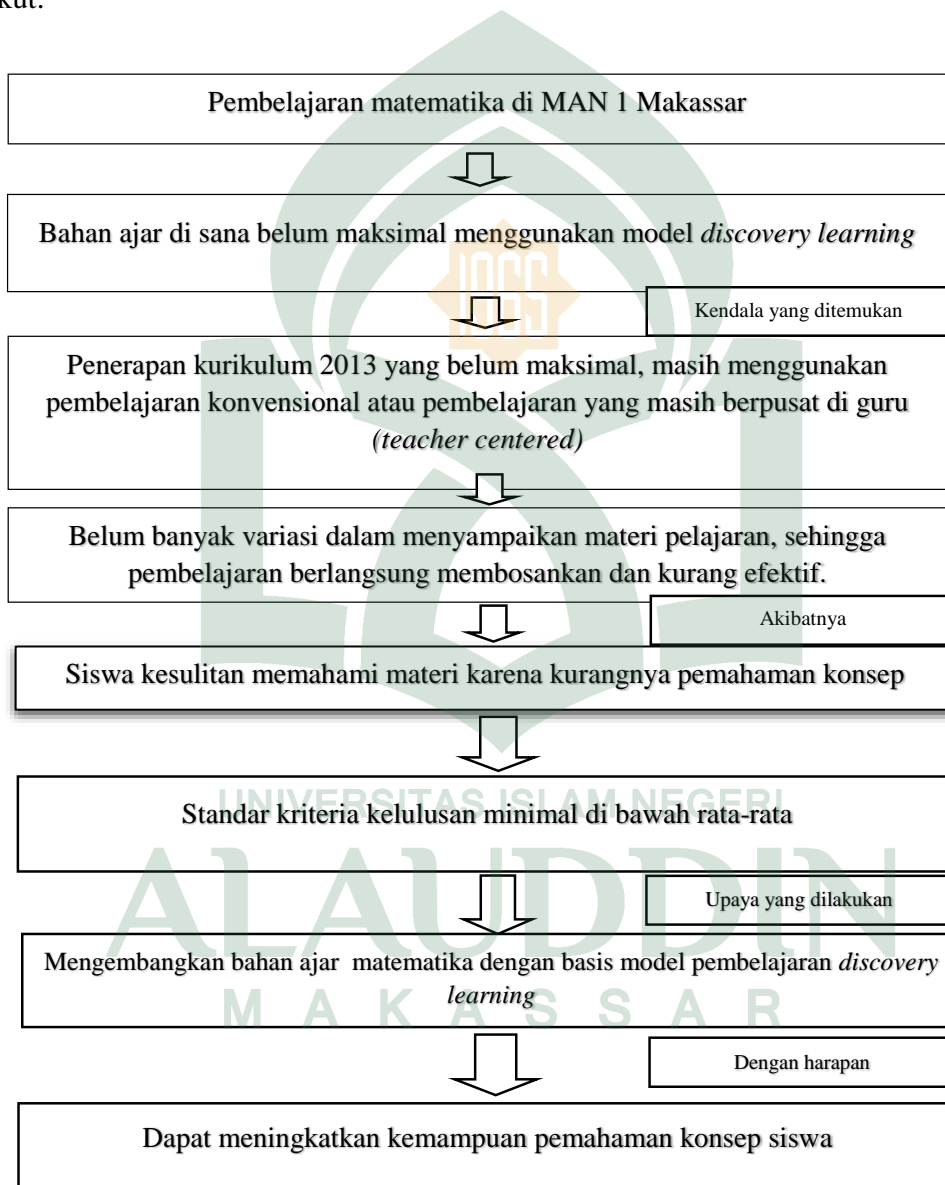 Pembelajaran matematika di MAN 1 Makassar
Bahan ajar di sana belum maksimal menggunakan model discovery learning
Kendala yang ditemukan
Penerapan kurikulum 2013 yang belum maksimal, masih menggunakan
pembelajaran konvensional atau pembelajaran yang masih berpusat di guru
(teacher centered)
Belum banyak variasi dalam menyampaikan materi pelajaran, sehingga
pembelajaran berlangsung membosankan dan kurang efektif.
Akibatnya
Siswa kesulitan memahami materi karena kurangnya pemahaman konsep
UNIVERSITAS ISLAM NEGERI
Standar kriteria kelulusan minimal di bawah rata-rata
ALAUDDIN
Upaya yang dilakukan
Mengembangkan bahan ajar matematika dengan basis model pembelajaran discovery
learning
MAKASSAR
Dengan harapan
Dapat meningkatkan kemampuan pemahaman konsep siswa